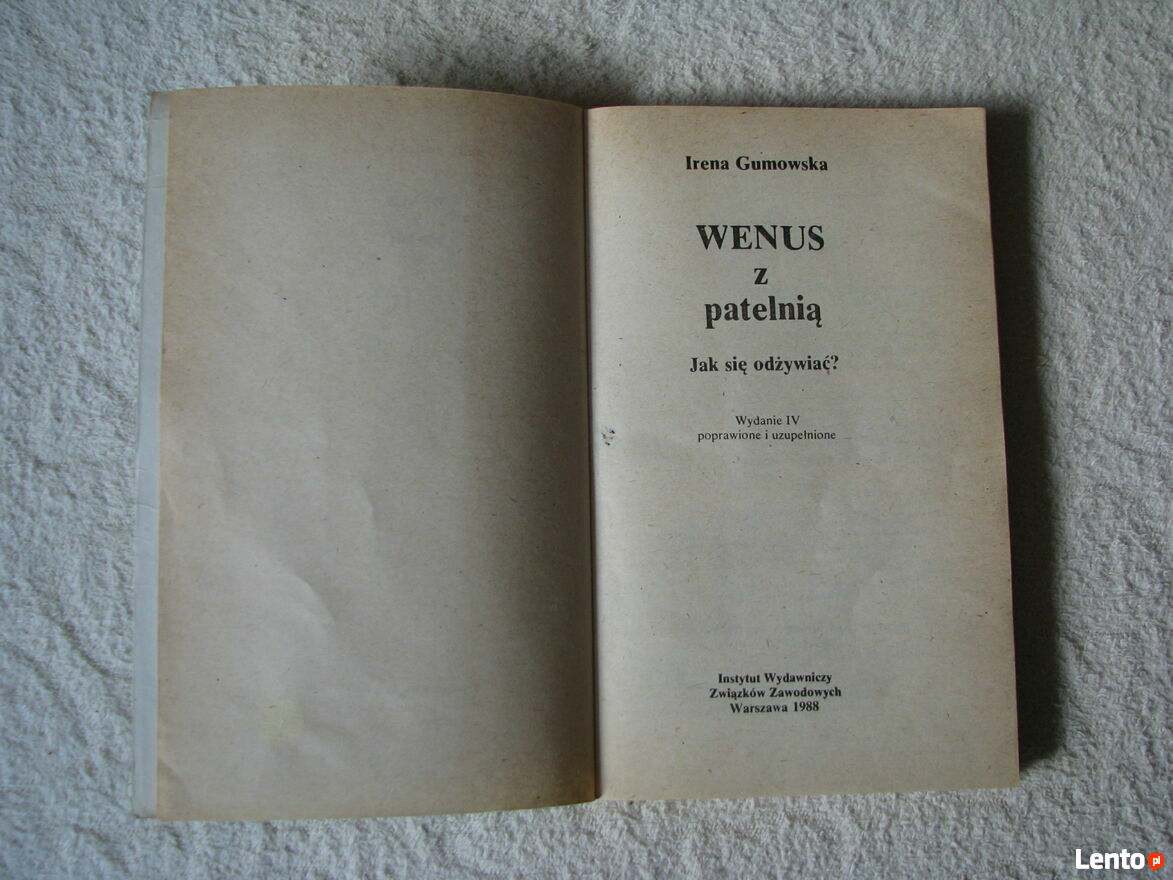 Irena Gumowska
WENUS
z
patelnią
Jak się odżywiać?
Wydanie IV
poprawione i uzupełnione
Instytut Wydawniczy
Związków Zawodowych
Warszawa 1988
Lento.pl